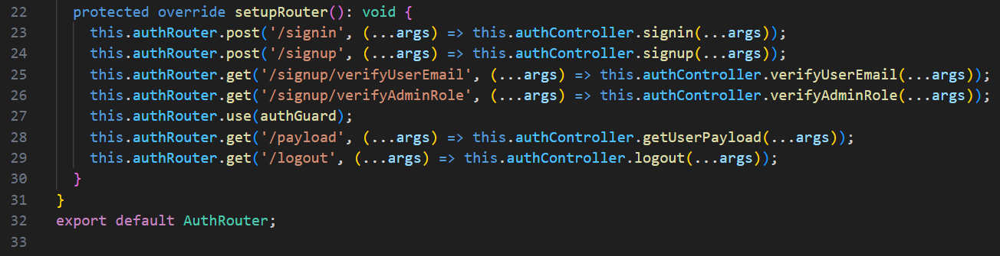 22 protected override setupRouter(): void {
23 this.authRouter.post('/signin', (...args) => this.authController.signin(...args));
24 this.authRouter.post('/signup', (...args) => this.authController.signup(...args));
25 this.authRouter.get('/signup/verifyUserEmail', (...args) => this.authController.verifyUserEmail(...args));
26 this.authRouter.get('/signup/verifyAdminRole', (...args) => this.authController.verifyAdminRole(...args));
27 this.authRouter.use(authGuard);
28 this.authRouter.get('/payload', (...args) => this.authController.getUserPayload(...args));
29 this.authRouter.get('/logout', (...args) => this.authController.logout(...args));
30 }
31 }
32 export default AuthRouter;
33